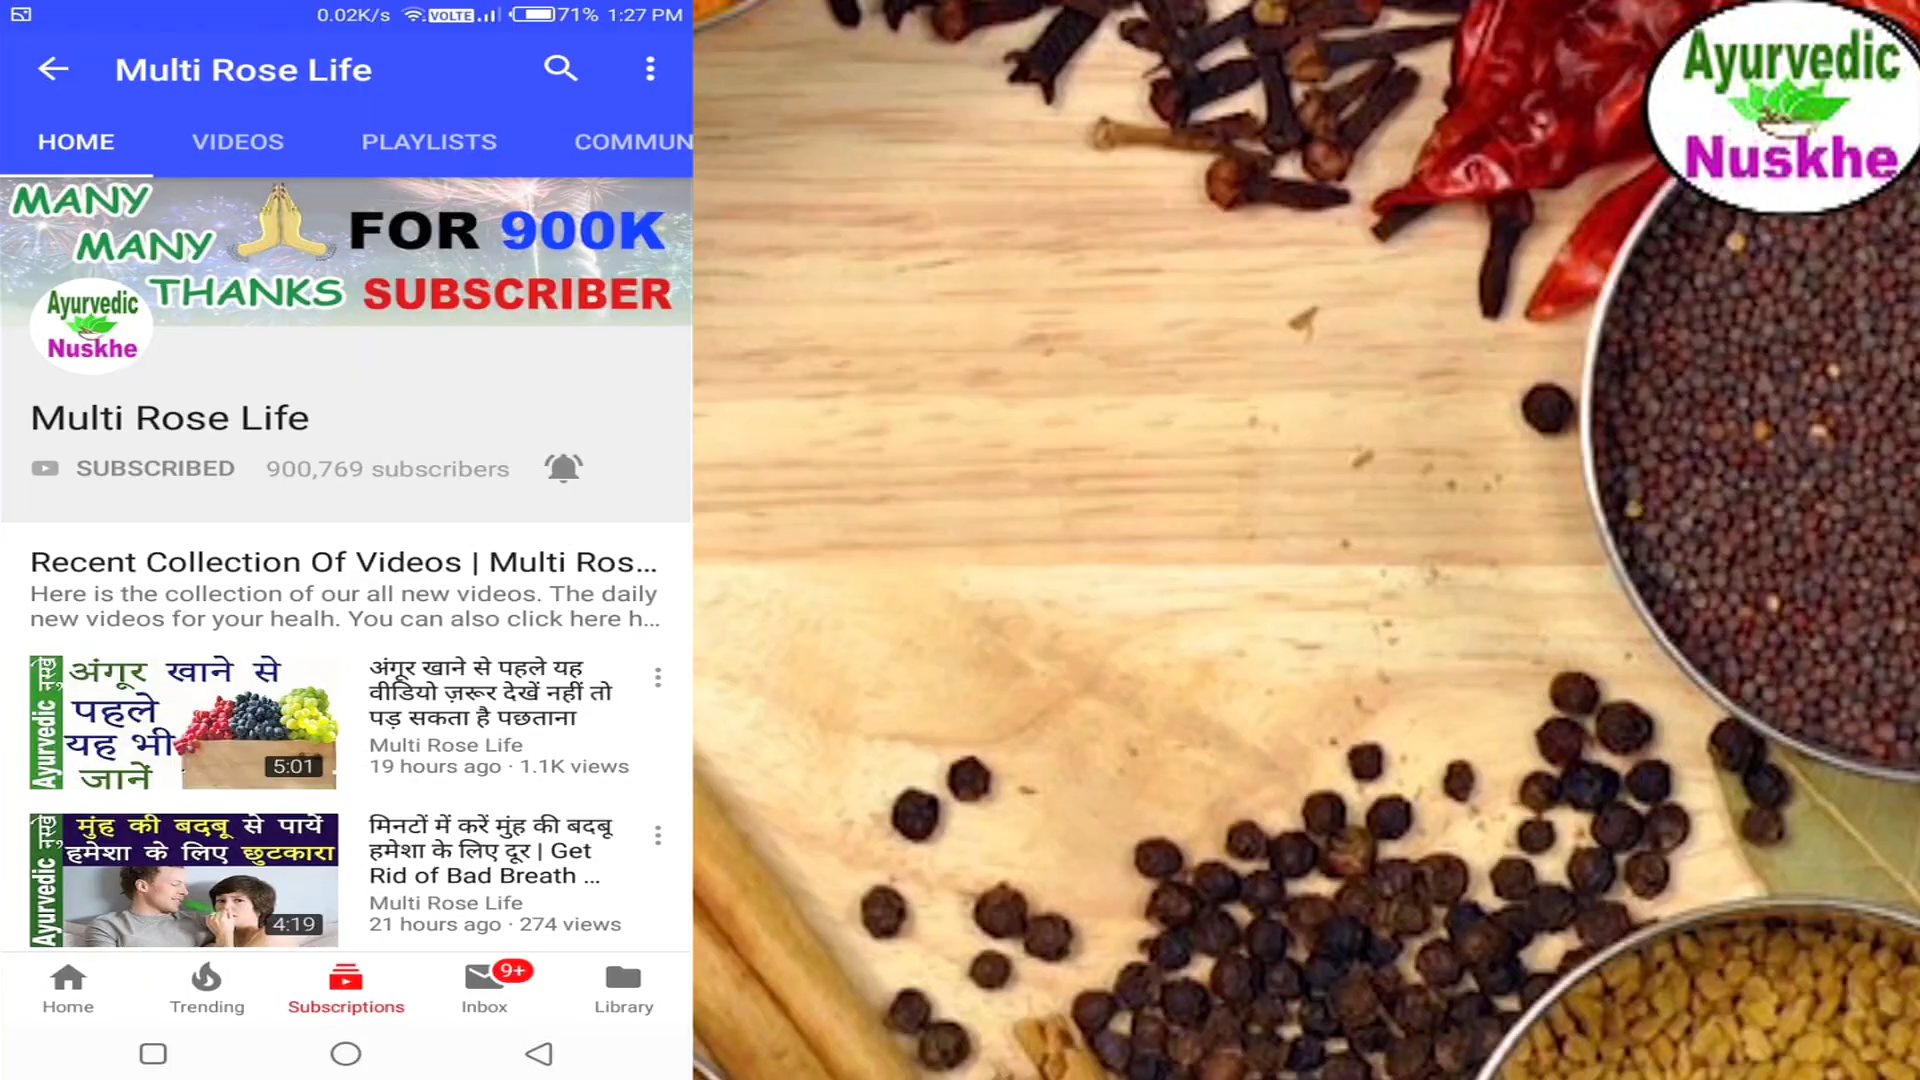 0.02K/s VOLTE 71% 1:27 PM
Multi Rose Life
HOME VIDEOS PLAYLISTS COMMUN
MANY
MANY
THANKS
FOR 900K
SUBSCRIBER
Ayurvedic
Nuskhe
Multi Rose Life
SUBSCRIBED 900,769 subscribers
Recent Collection Of Videos | Multi Ros...
Here is the collection of our all new videos. The daily
new videos for your healh. You can also click here h...
Ayurvedic नुस्खे
अंगूर खाने से
पहले
यह भी
जानें
5:01
अंगूर खाने से पहले यह
वीडियो ज़रूर देखें नहीं तो
पड़ सकता है पछताना
Multi Rose Life
19 hours ago · 1.1K views
Ayurvedic नुस्खे
मुंह की बदबू से पायें
हमेशा के लिए छुटकारा
4:19
मिनटों में करें मुंह की बदबू
हमेशा के लिए दूर | Get
Rid of Bad Breath ...
Multi Rose Life
21 hours ago · 274 views
9+
Home Trending Subscriptions Inbox Library
Ayurvedic
Nuskhe